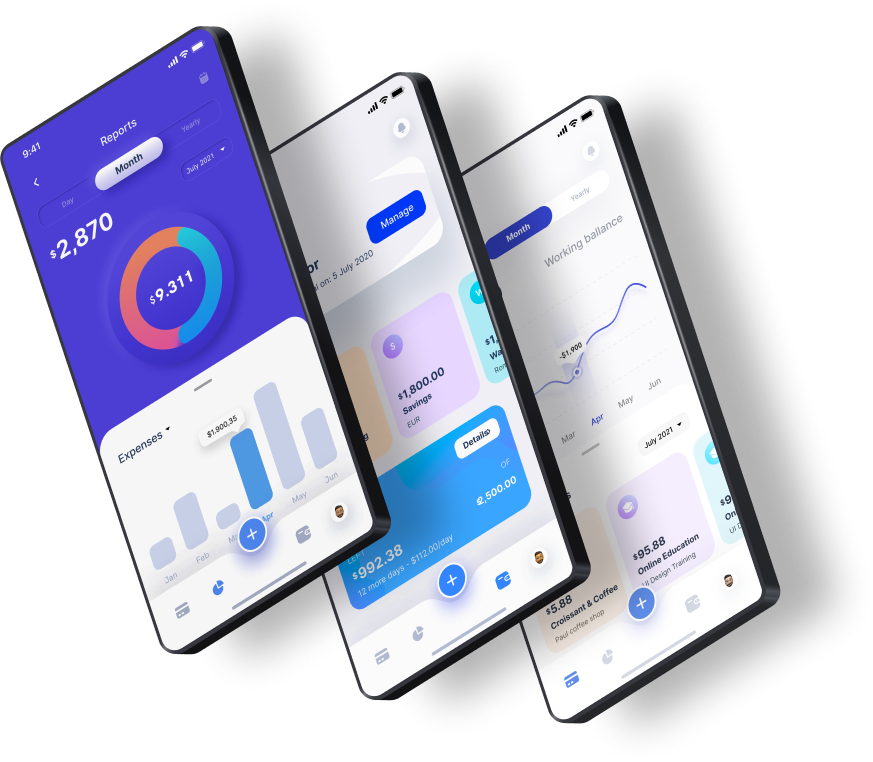 9:41
Reports
Day
Month
Yearly
July 2021
$2,870
$9.311
Expenses
$1.900,35
Jan
Feb
Apr
May
Jun
Manage
on: 5 July 2020
S
$1,800.00
Savings
EUR
Details
OF
$2,500.00
LEFT
$992.38
12 more days - $112.00/day
Month
Yearly
Working ballance
-$1,900
Mar
Apr
May
Jun
July 2021
$95.88
Online Education
Ui Design Training
$5.88
Croissant & Coffee
Paul coffee shop